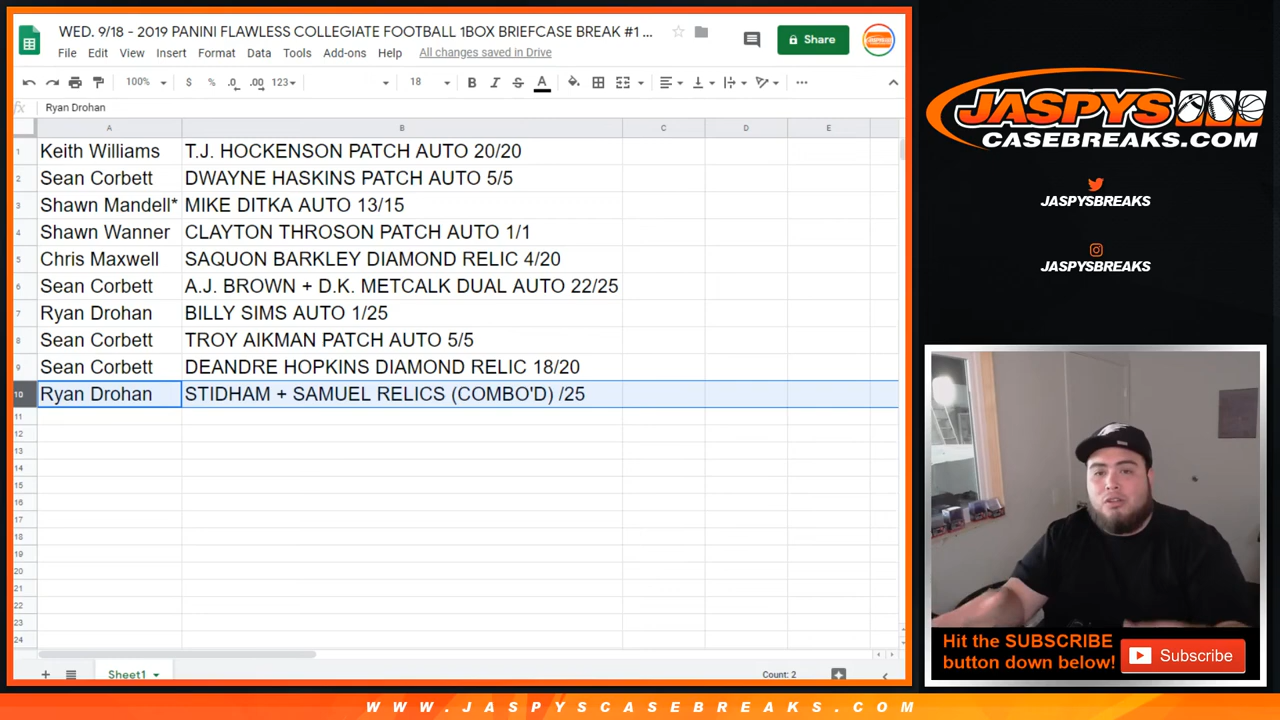 WED. 9/18 - 2019 PANINI FLAWLESS COLLEGIATE FOOTBALL 1BOX BRIEFCASE BREAK #1 ...
File Edit View Insert Format Data Tools Add-ons Help All changes saved in Drive
Share
100% $ % .0 .00 123 18 B I S A
fx Ryan Drohan
A B C D E
1 Keith Williams T.J. HOCKENSON PATCH AUTO 20/20
2 Sean Corbett DWAYNE HASKINS PATCH AUTO 5/5
3 Shawn Mandell* MIKE DITKA AUTO 13/15
4 Shawn Wanner CLAYTON THROSON PATCH AUTO 1/1
5 Chris Maxwell SAQUON BARKLEY DIAMOND RELIC 4/20
6 Sean Corbett A.J. BROWN + D.K. METCALK DUAL AUTO 22/25
7 Ryan Drohan BILLY SIMS AUTO 1/25
8 Sean Corbett TROY AIKMAN PATCH AUTO 5/5
9 Sean Corbett DEANDRE HOPKINS DIAMOND RELIC 18/20
10 Ryan Drohan STIDHAM + SAMUEL RELICS (COMBO'D) /25
11
12
13
14
15
16
17
18
19
20
21
22
23
24
Sheet1
Count: 2
JASPYS
CASEBREAKS.COM
JASPYSBREAKS
JASPYSBREAKS
Hit the SUBSCRIBE
button down below!
Subscribe
WWW.JASPYSCASEBREAKS.COM